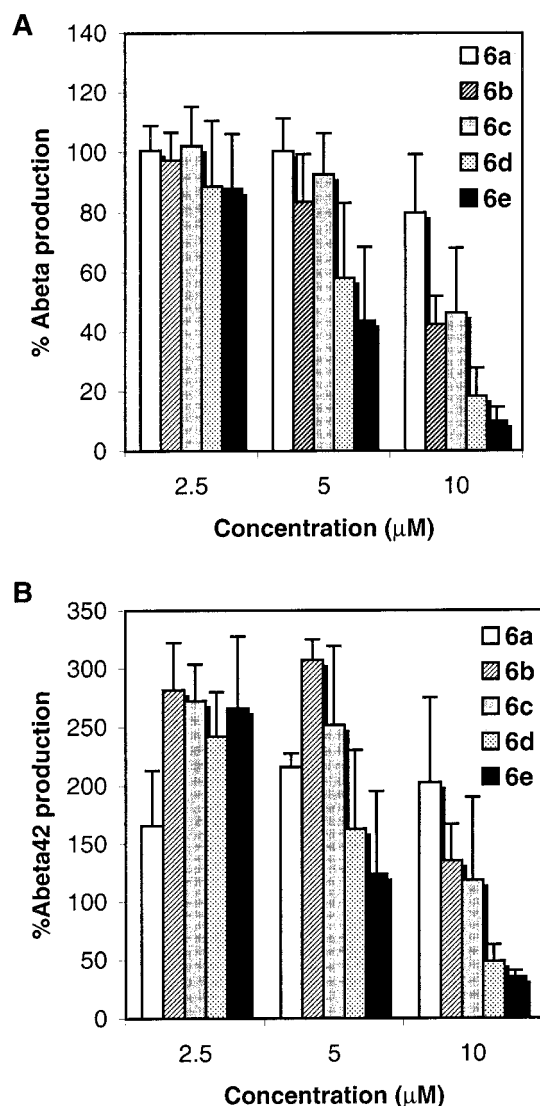 A
% Abeta production
140
120
100
80
60
40
20
0
6a
6b
6c
6d
6e
2.5 5 10
Concentration (μM)
B
%Abeta42 production
350
300
250
200
150
100
50
0
6a
6b
6c
6d
6e
2.5 5 10
Concentration (μM)